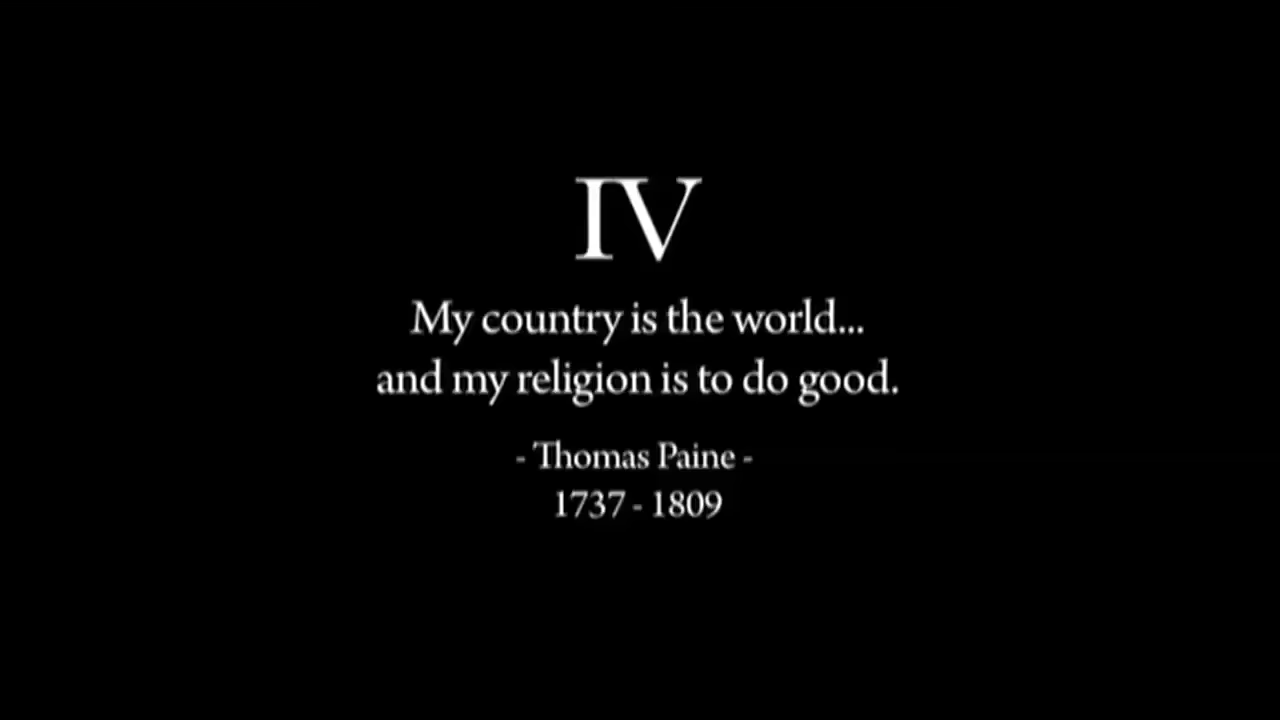 IV
My country is the world...
and my religion is to do good.
- Thomas Paine -
1737 - 1809